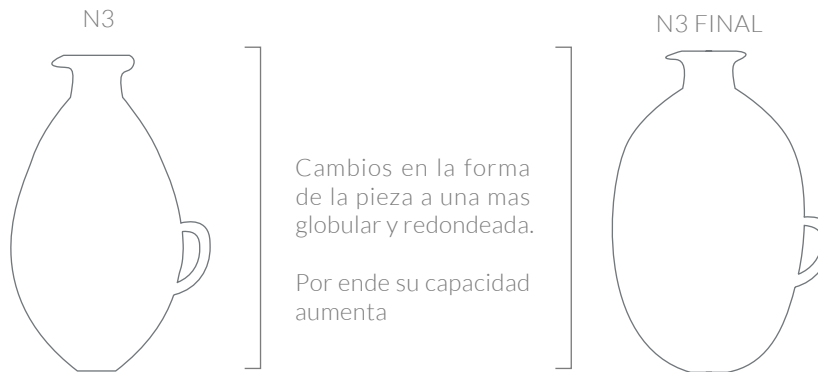 N3
N3 FINAL
Cambios en la forma
de la pieza a una mas
globular y redondeada.
Por ende su capacidad
aumenta